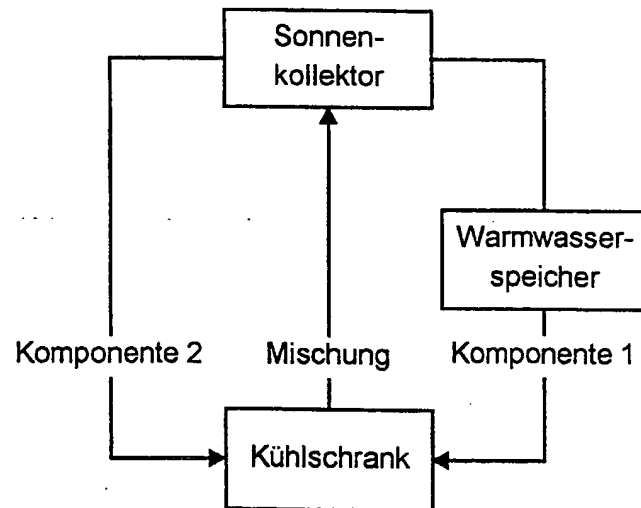 Sonnen-
kollektor
Warmwasser-
speicher
Komponente 2 Mischung Komponente 1
Kühlschrank